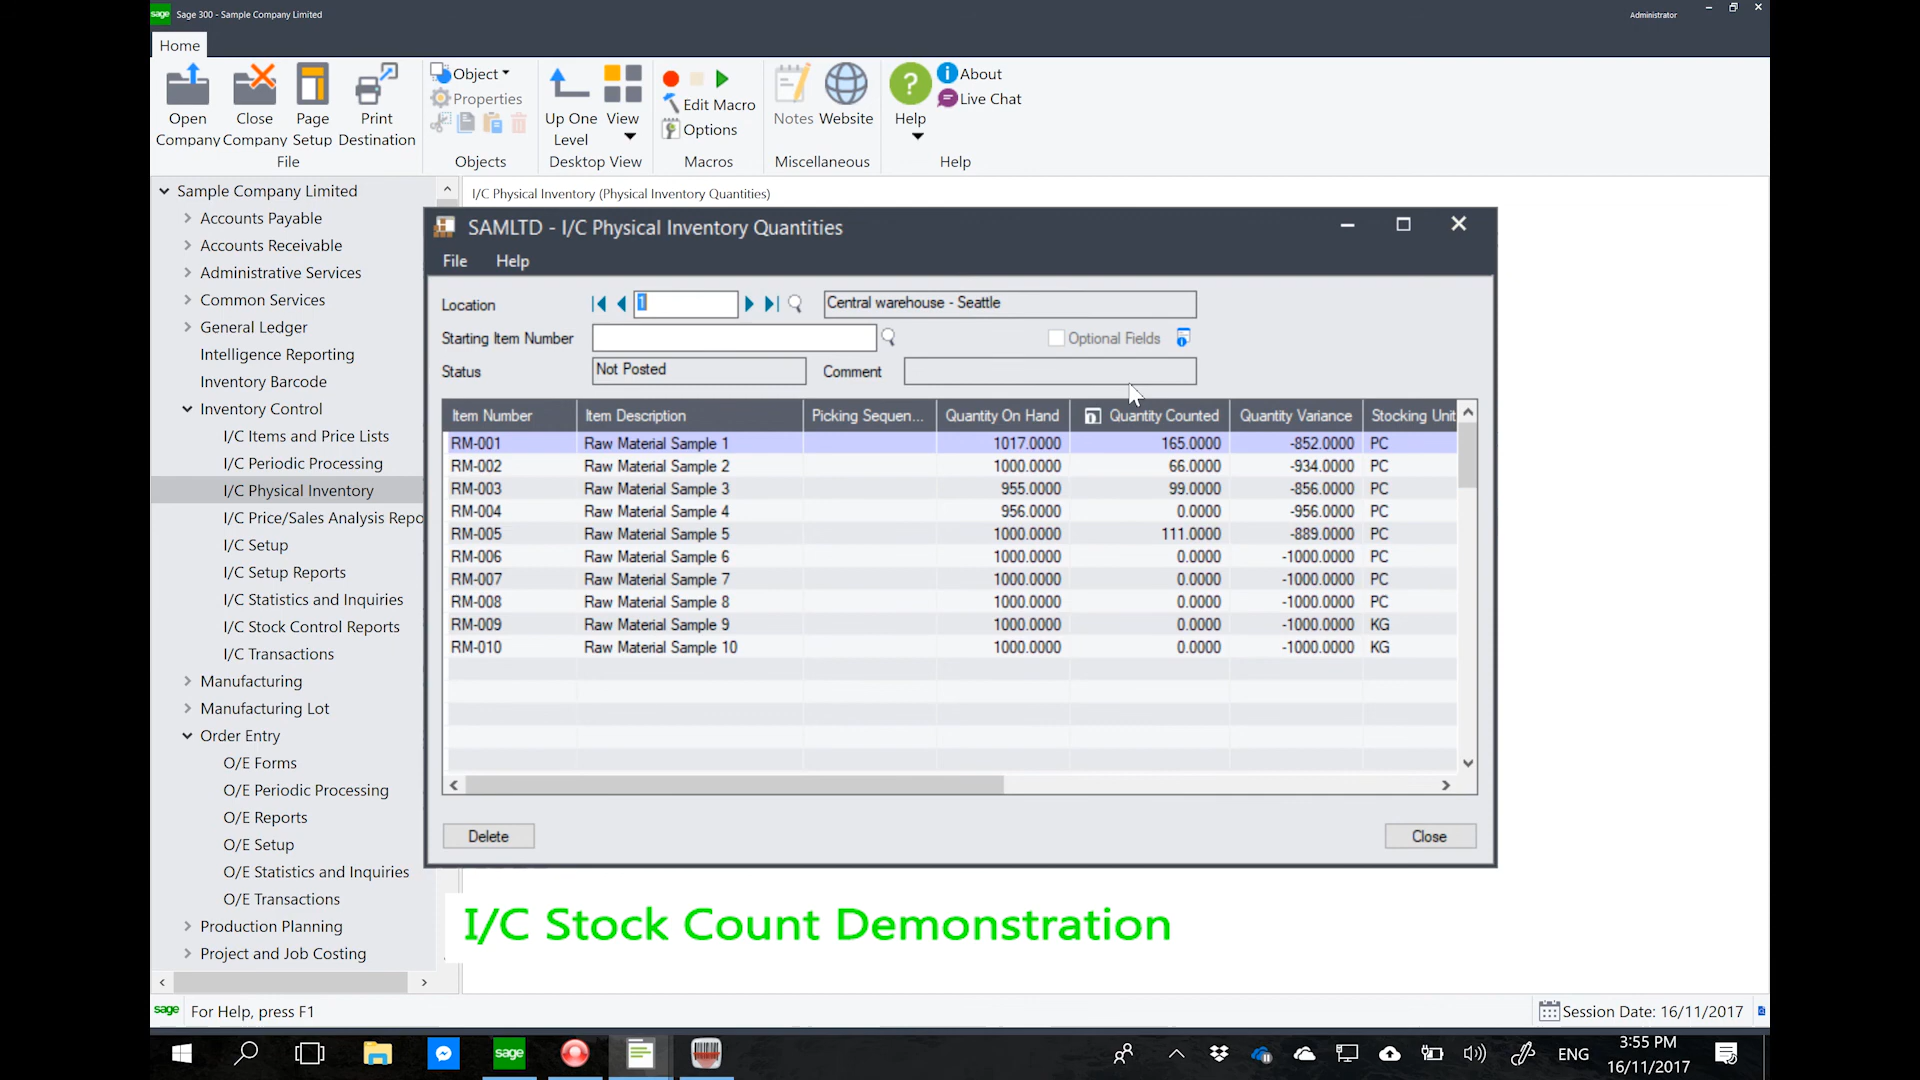 sage Sage 300 - Sample Company Limited
Administrator
Home
Open Company
Close Company
Page Setup
Print Destination
File
Object
Properties
Objects
Up One Level
View
Desktop View
Edit Macro
Options
Macros
Notes
Website
Miscellaneous
Help
About
Live Chat
Help
Sample Company Limited
Accounts Payable
Accounts Receivable
Administrative Services
Common Services
General Ledger
Intelligence Reporting
Inventory Barcode
Inventory Control
I/C Items and Price Lists
I/C Periodic Processing
I/C Physical Inventory
I/C Price/Sales Analysis Repo
I/C Setup
I/C Setup Reports
I/C Statistics and Inquiries
I/C Stock Control Reports
I/C Transactions
Manufacturing
Manufacturing Lot
Order Entry
O/E Forms
O/E Periodic Processing
O/E Reports
O/E Setup
O/E Statistics and Inquiries
O/E Transactions
Production Planning
Project and Job Costing
I/C Physical Inventory (Physical Inventory Quantities)
SAMLTD - I/C Physical Inventory Quantities
File Help
Location 1 Central warehouse - Seattle
Starting Item Number Optional Fields
Status Not Posted Comment
Item Number Item Description Picking Sequen... Quantity On Hand Quantity Counted Quantity Variance Stocking Unit
RM-001 Raw Material Sample 1 1017.0000 165.0000 -852.0000 PC
RM-002 Raw Material Sample 2 1000.0000 66.0000 -934.0000 PC
RM-003 Raw Material Sample 3 955.0000 99.0000 -856.0000 PC
RM-004 Raw Material Sample 4 956.0000 0.0000 -956.0000 PC
RM-005 Raw Material Sample 5 1000.0000 111.0000 -889.0000 PC
RM-006 Raw Material Sample 6 1000.0000 0.0000 -1000.0000 PC
RM-007 Raw Material Sample 7 1000.0000 0.0000 -1000.0000 PC
RM-008 Raw Material Sample 8 1000.0000 0.0000 -1000.0000 PC
RM-009 Raw Material Sample 9 1000.0000 0.0000 -1000.0000 KG
RM-010 Raw Material Sample 10 1000.0000 0.0000 -1000.0000 KG
Delete Close
I/C Stock Count Demonstration
sage For Help, press F1
Session Date: 16/11/2017
sage
ENG
3:55 PM
16/11/2017